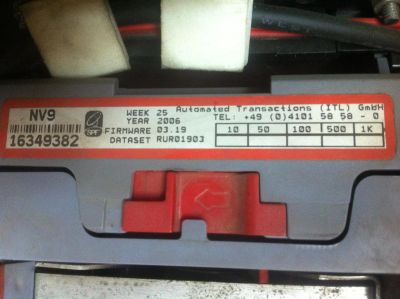 NV9
16349382
WEEK 25
YEAR 2006
FIRMWARE 03.19
DATASET RUR01903
Automated Transactions (ITL) GmbH
TEL: +49 (0)4101 58 58 - 0
10 50 100 500 1K